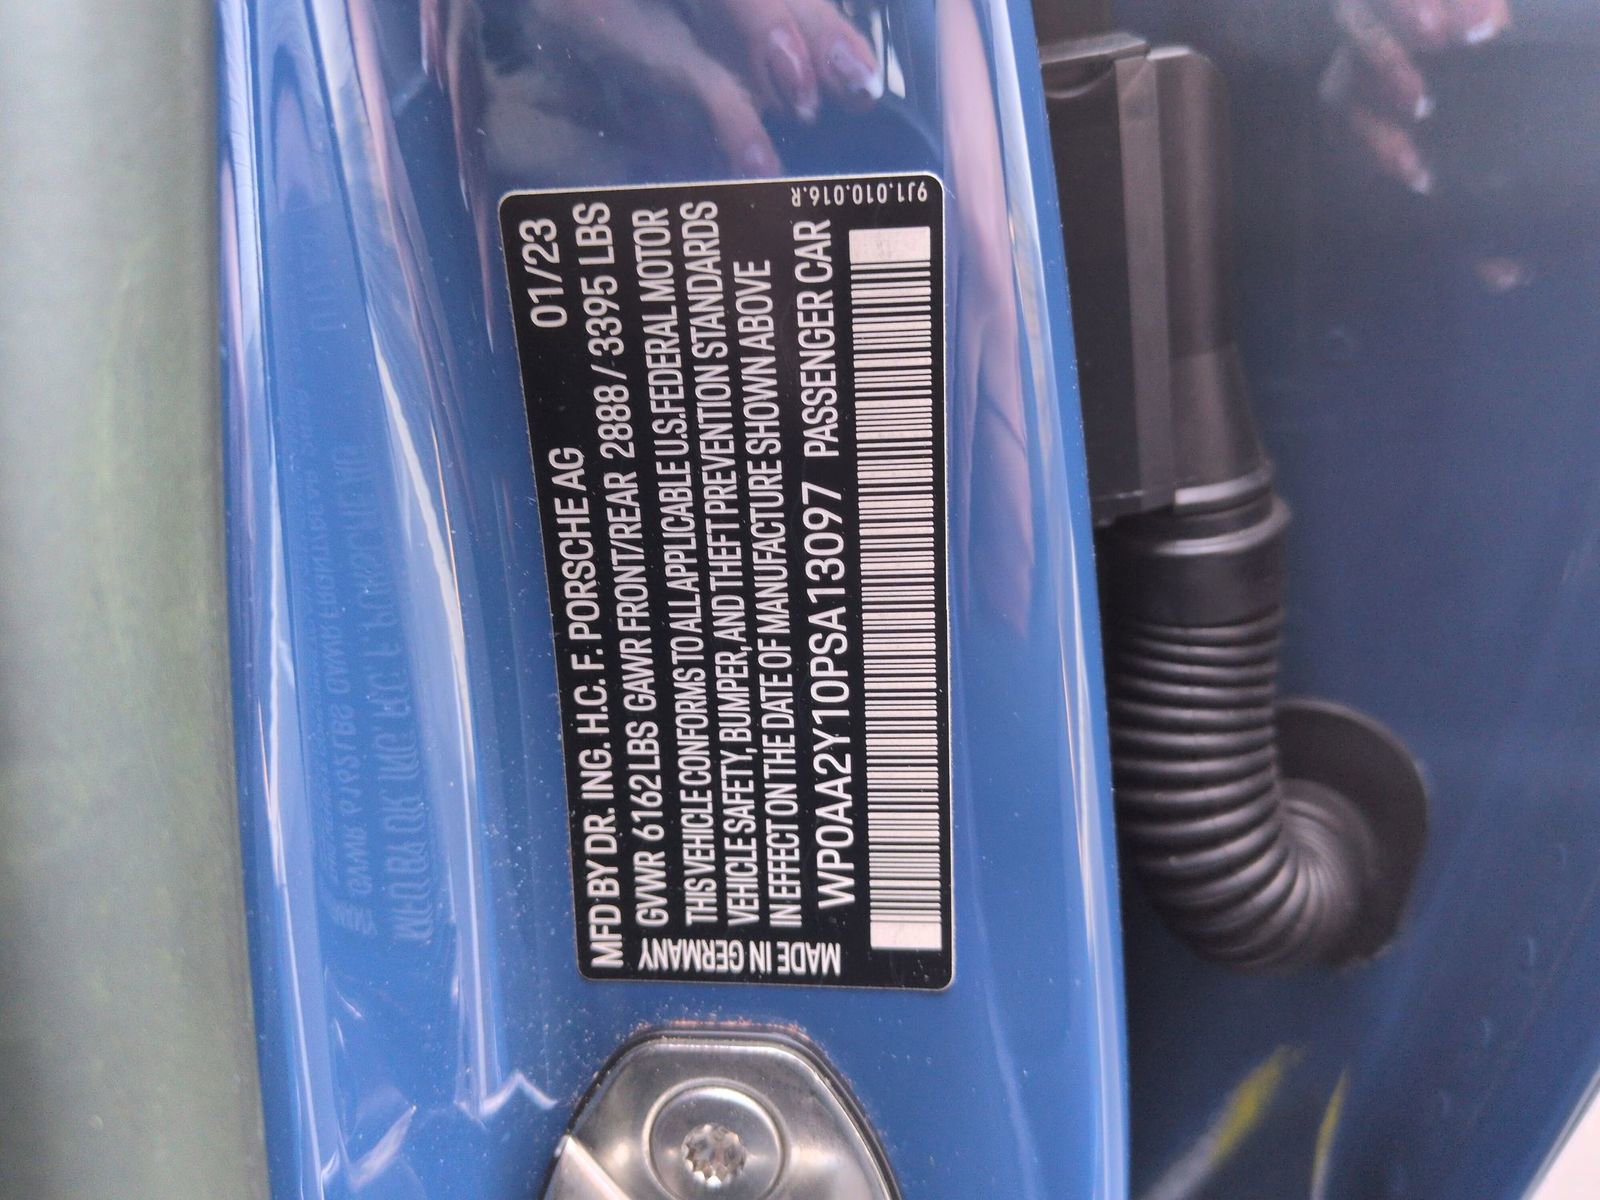 MFD BY DR. ING. H.C. F. PORSCHE AG 01/23
GVWR 6162 LBS GAWR FRONT/REAR 2888 / 3395 LBS
THIS VEHICLE CONFORMS TO ALL APPLICABLE U.S. FEDERAL MOTOR
VEHICLE SAFETY, BUMPER, AND THEFT PREVENTION STANDARDS
IN EFFECT ON THE DATE OF MANUFACTURE SHOWN ABOVE
WP0AA2Y10PSA13097 PASSENGER CAR
MADE IN GERMANY
9J1.010.016.R